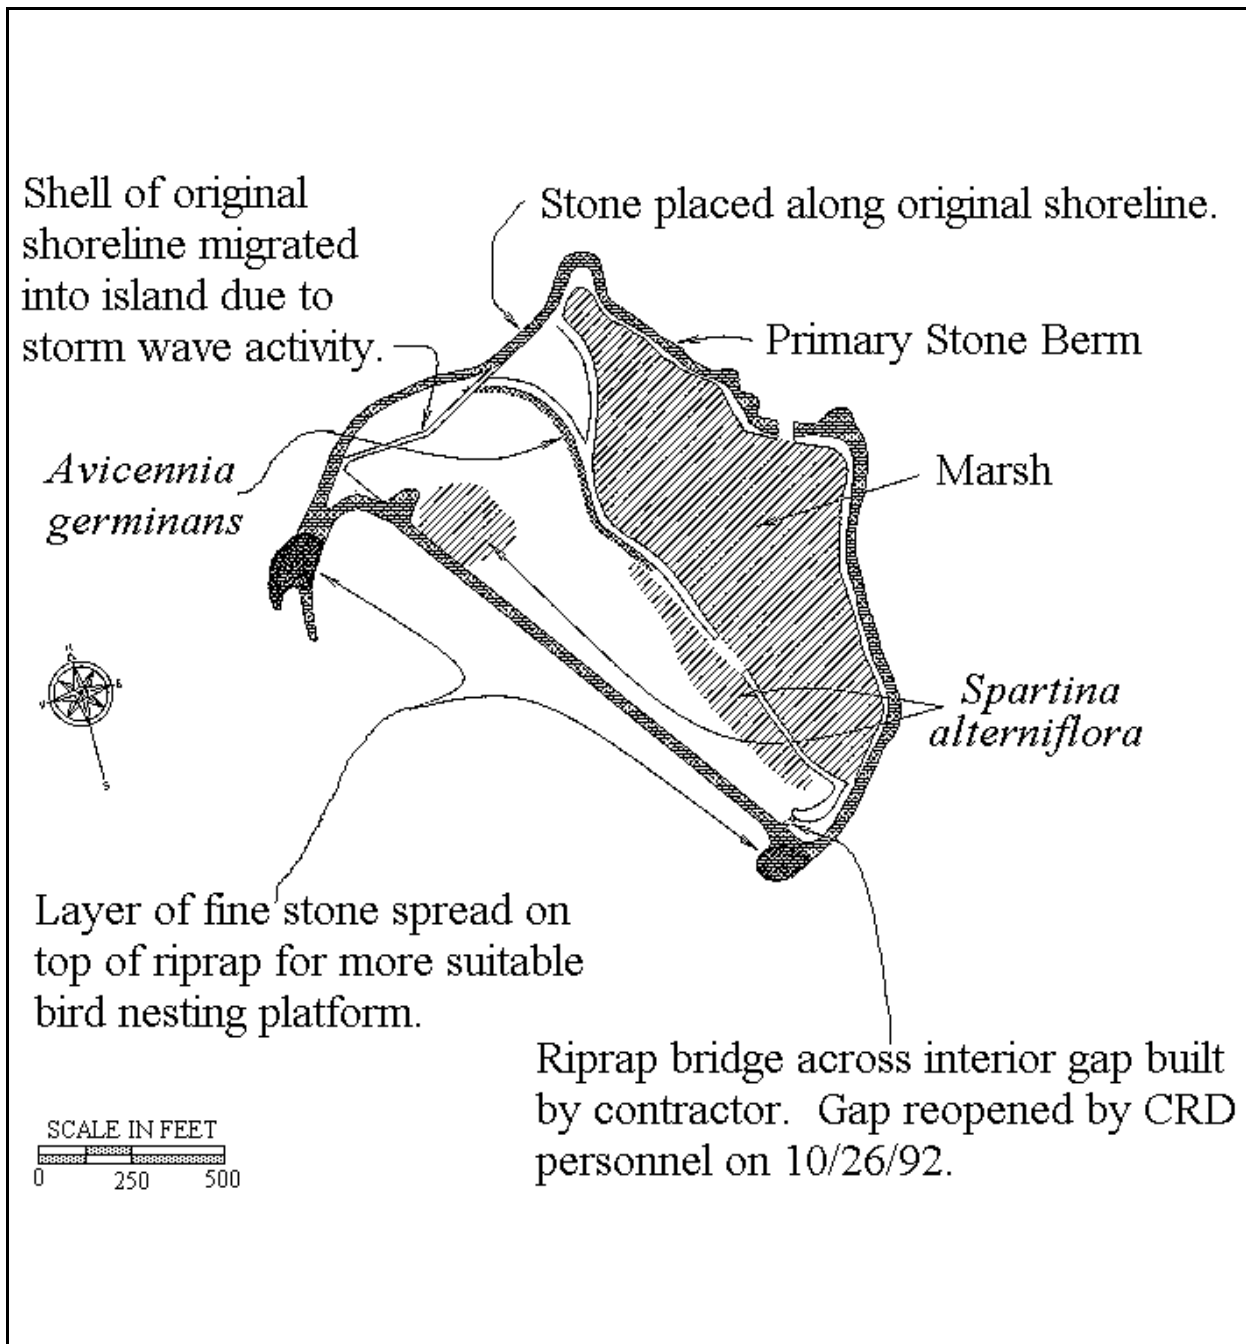 Shell of original
shoreline migrated
into island due to
storm wave activity.
Stone placed along original shoreline.
Primary Stone Berm
Avicennia
germinans
Marsh
Spartina
alterniflora
Layer of fine stone spread on
top of riprap for more suitable
bird nesting platform.
Riprap bridge across interior gap built
by contractor.  Gap reopened by CRD
personnel on 10/26/92.
SCALE IN FEET
0 250 500
E
S